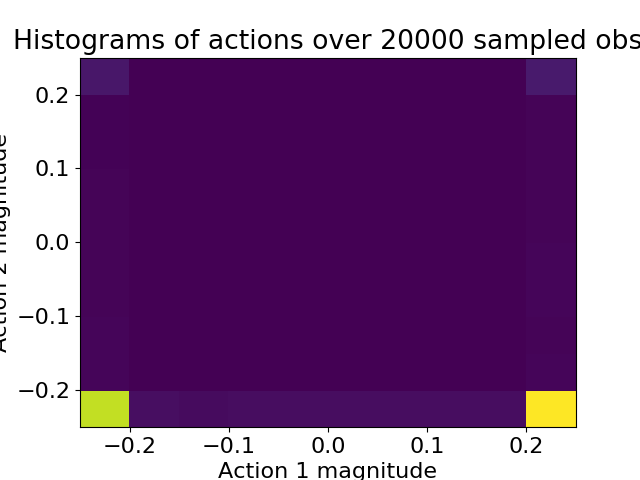 Histograms of actions over 20000 sampled obs
0.2
0.1
0.0
−0.1
−0.2
Action 2 magnitude
−0.2 −0.1 0.0 0.1 0.2
Action 1 magnitude